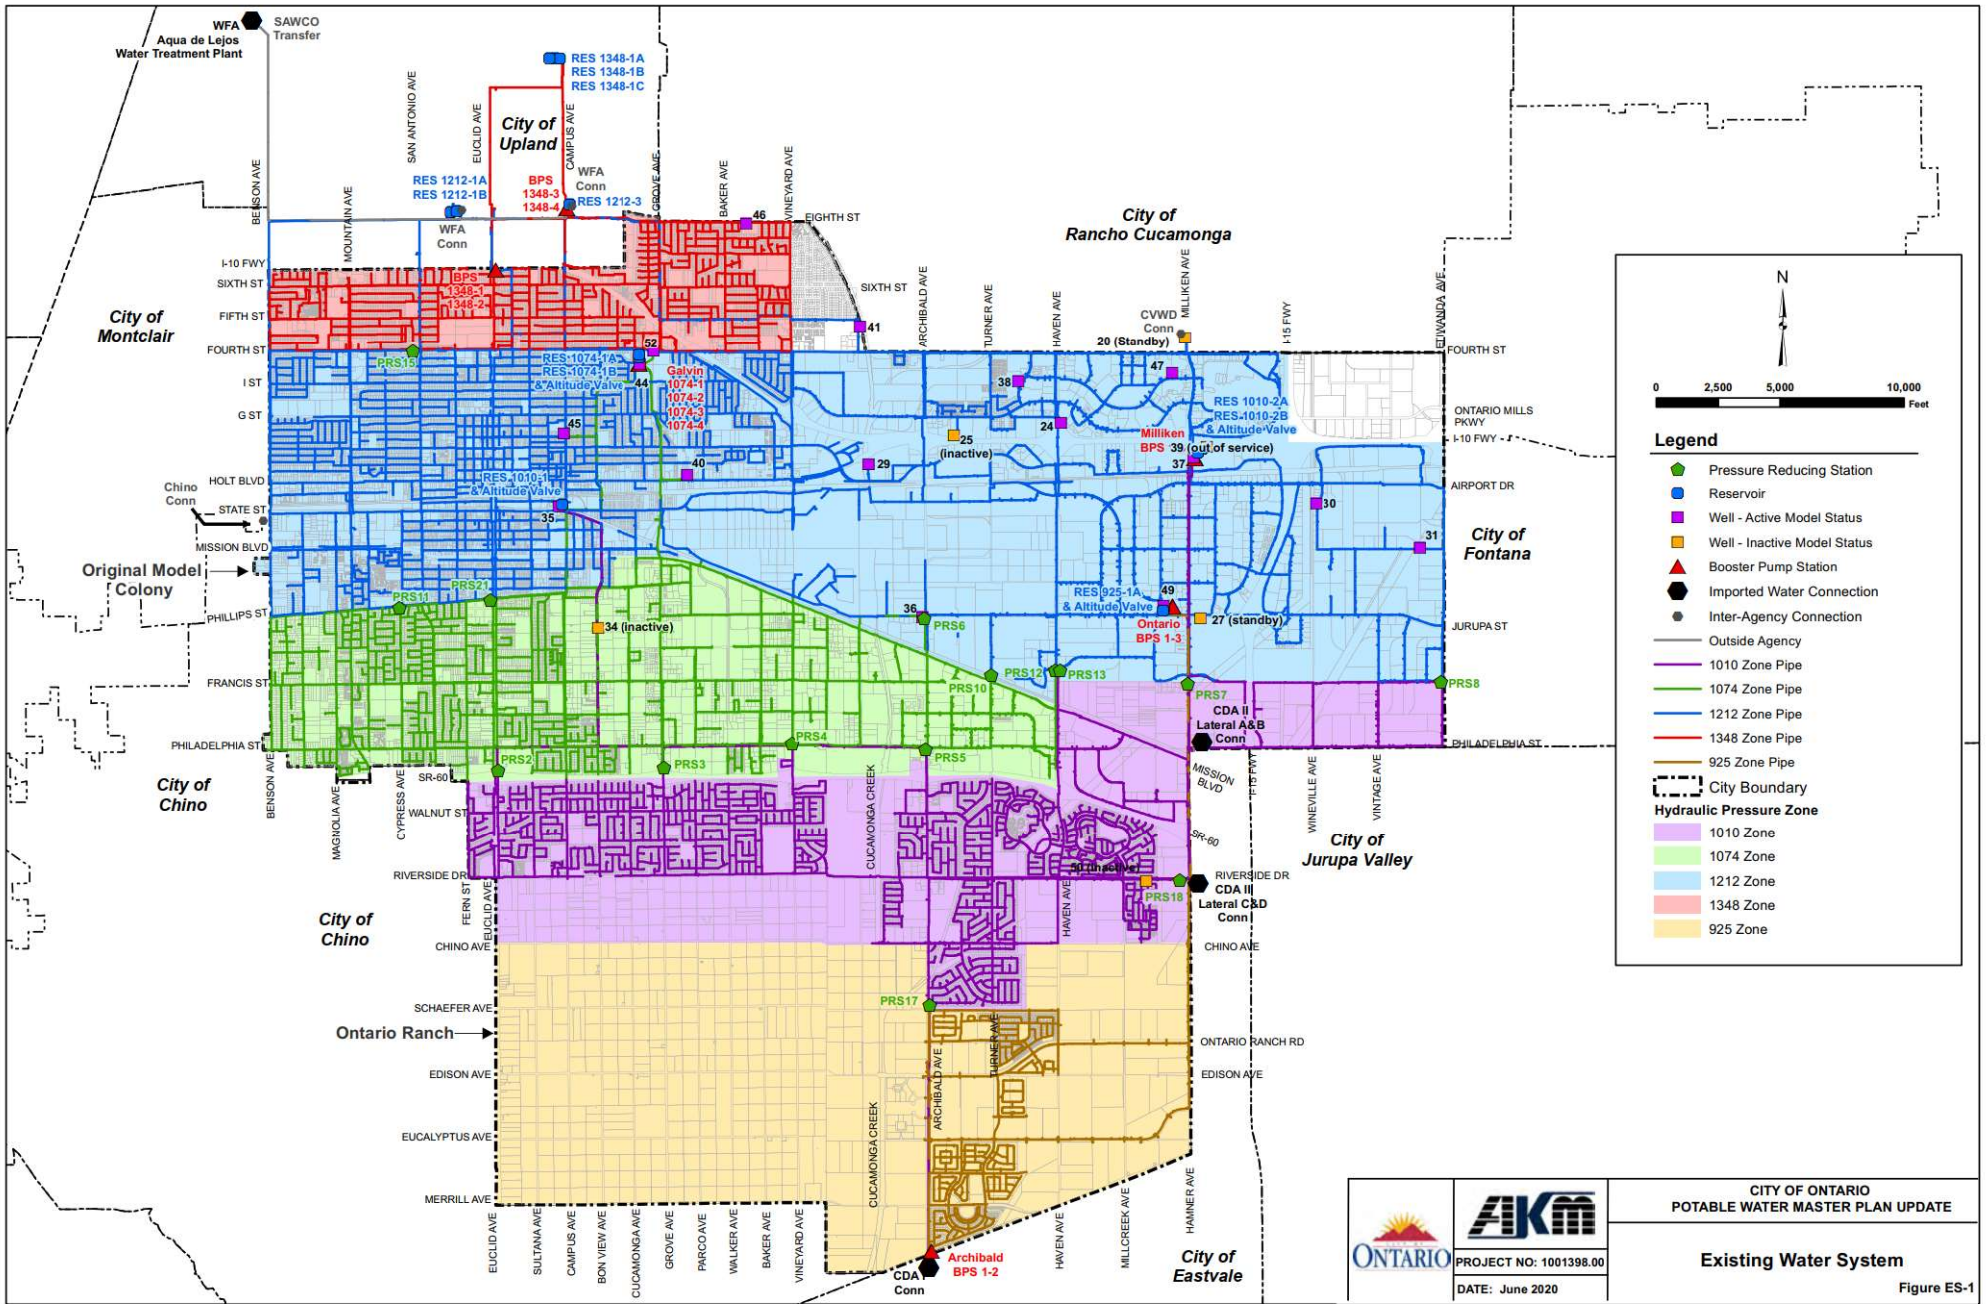 WFA
Aqua de Lejos
Water Treatment Plant
SAWCO
Transfer
RES 1348-1A
RES 1348-1B
RES 1348-1C
City of
Upland
SAN ANTONIO AVE
EUCLID AVE
CAMPUS AVE
GROVE AVE
BAKER AVE
VINEYARD AVE
BENSON AVE
MOUNTAIN AVE
RES 1212-1A
RES 1212-1B
WFA
Conn
BPS
1348-3
1348-4
WFA
Conn
RES 1212-3
46
EIGHTH ST
City of
Rancho Cucamonga
I-10 FWY
SIXTH ST
FIFTH ST
FOURTH ST
I ST
G ST
HOLT BLVD
STATE ST
MISSION BLVD
PHILLIPS ST
FRANCIS ST
PHILADELPHIA ST
City of
Montclair
BPS
1348-1
1348-2
SIXTH ST
41
ARCHIBALD AVE
TURNER AVE
HAVEN AVE
MILLIKEN AVE
I-15 FWY
ETIWANDA AVE
CVWD
Conn
20 (Standby)
FOURTH ST
PRS15
52
RES 1074-1A
RES 1074-1B
& Altitude Valve
44
Galvin
1074-1
1074-2
1074-3
1074-4
38
47
RES 1010-2A
RES 1010-2B
& Altitude Valve
ONTARIO MILLS
PKWY
I-10 FWY
45
25
(inactive)
24
Milliken
BPS
39 (out of service)
37
40
29
RES 1010-1
& Altitude Valve
35
AIRPORT DR
30
31
City of
Fontana
Chino
Conn
Original Model
Colony
PRS11
PRS21
34 (inactive)
36
PRS6
RES 925-1A
& Altitude Valve
49
Ontario
BPS 1-3
27 (standby)
JURUPA ST
PRS10
PRS12
PRS13
PRS7
PRS8
CDA II
Lateral A&B
Conn
PHILADELPHIA ST
PRS2
PRS3
PRS4
PRS5
City of
Chino
BENSON AVE
MAGNOLIA AVE
CYPRESS AVE
SR-60
WALNUT ST
CUCAMONGA CREEK
MISSION
BLVD
SR-60
I-15 FWY
WINEVILLE AVE
VINTAGE AVE
City of
Jurupa Valley
RIVERSIDE DR
FERN ST
EUCLID AVE
50 (inactive)
PRS18
HAVEN AVE
RIVERSIDE DR
CDA II
Lateral C&D
Conn
City of
Chino
CHINO AVE
CHINO AVE
SCHAEFER AVE
PRS17
Ontario Ranch
TURNER AVE
ARCHIBALD AVE
ONTARIO RANCH RD
EDISON AVE
EDISON AVE
EUCALYPTUS AVE
CUCAMONGA CREEK
MERRILL AVE
EUCLID AVE
SULTANA AVE
CAMPUS AVE
BON VIEW AVE
CUCAMONGA AVE
GROVE AVE
PARCO AVE
WALKER AVE
BAKER AVE
VINEYARD AVE
HAVEN AVE
MILLCREEK AVE
HAMNER AVE
Archibald
BPS 1-2
CDA I
Conn
City of
Eastvale
N
0 2,500 5,000 10,000
Feet
Legend
Pressure Reducing Station
Reservoir
Well - Active Model Status
Well - Inactive Model Status
Booster Pump Station
Imported Water Connection
Inter-Agency Connection
Outside Agency
1010 Zone Pipe
1074 Zone Pipe
1212 Zone Pipe
1348 Zone Pipe
925 Zone Pipe
City Boundary
Hydraulic Pressure Zone
1010 Zone
1074 Zone
1212 Zone
1348 Zone
925 Zone
ONTARIO
AKM
PROJECT NO: 1001398.00
DATE: June 2020
CITY OF ONTARIO
POTABLE WATER MASTER PLAN UPDATE
Existing Water System
Figure ES-1